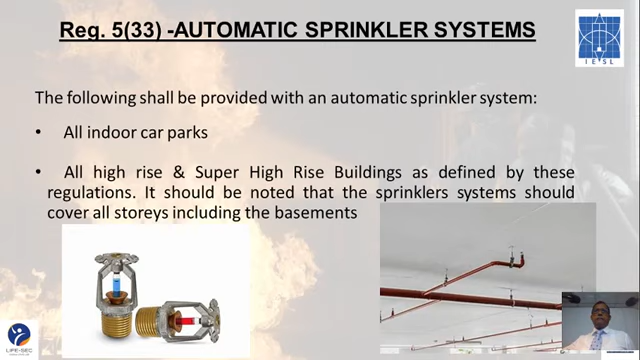 Reg. 5(33) -AUTOMATIC SPRINKLER SYSTEMS
IESL
The following shall be provided with an automatic sprinkler system:
• All indoor car parks
• All high rise & Super High Rise Buildings as defined by these
regulations. It should be noted that the sprinklers systems should
cover all storeys including the basements
LIFE-SEC